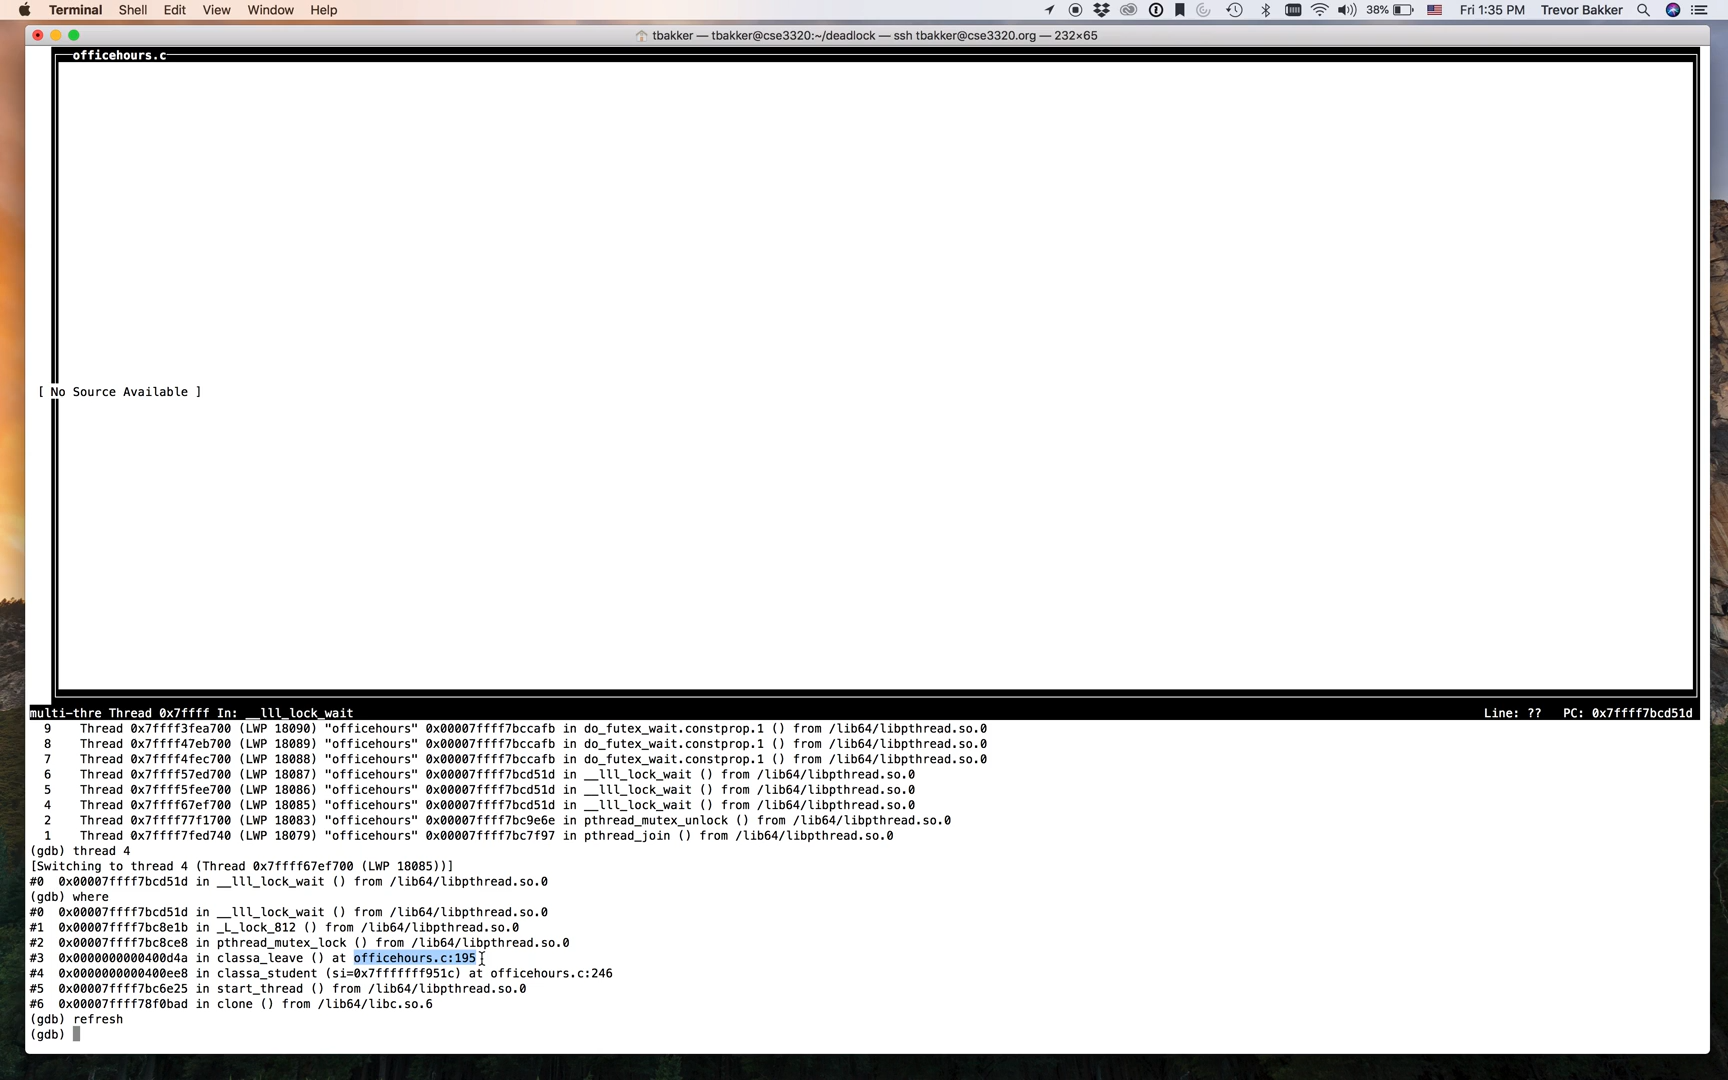 Terminal Shell Edit View Window Help 38% Fri 1:35 PM Trevor Bakker
tbakker — tbakker@cse3320:~/deadlock — ssh tbakker@cse3320.org — 232×65
officehours.c
[ No Source Available ]
multi-thre Thread 0x7ffff In: __lll_lock_wait Line: ?? PC: 0x7ffff7bcd51d
9 Thread 0x7ffff3fea700 (LWP 18090) "officehours" 0x00007ffff7bccafb in do_futex_wait.constprop.1 () from /lib64/libpthread.so.0
8 Thread 0x7ffff47eb700 (LWP 18089) "officehours" 0x00007ffff7bccafb in do_futex_wait.constprop.1 () from /lib64/libpthread.so.0
7 Thread 0x7ffff4fec700 (LWP 18088) "officehours" 0x00007ffff7bccafb in do_futex_wait.constprop.1 () from /lib64/libpthread.so.0
6 Thread 0x7ffff57ed700 (LWP 18087) "officehours" 0x00007ffff7bcd51d in __lll_lock_wait () from /lib64/libpthread.so.0
5 Thread 0x7ffff5fee700 (LWP 18086) "officehours" 0x00007ffff7bcd51d in __lll_lock_wait () from /lib64/libpthread.so.0
4 Thread 0x7ffff67ef700 (LWP 18085) "officehours" 0x00007ffff7bcd51d in __lll_lock_wait () from /lib64/libpthread.so.0
2 Thread 0x7ffff77f1700 (LWP 18083) "officehours" 0x00007ffff7bc9e6e in pthread_mutex_unlock () from /lib64/libpthread.so.0
1 Thread 0x7ffff7fed740 (LWP 18079) "officehours" 0x00007ffff7bc7f97 in pthread_join () from /lib64/libpthread.so.0
(gdb) thread 4
[Switching to thread 4 (Thread 0x7ffff67ef700 (LWP 18085))]
#0 0x00007ffff7bcd51d in __lll_lock_wait () from /lib64/libpthread.so.0
(gdb) where
#0 0x00007ffff7bcd51d in __lll_lock_wait () from /lib64/libpthread.so.0
#1 0x00007ffff7bc8e1b in _L_lock_812 () from /lib64/libpthread.so.0
#2 0x00007ffff7bc8ce8 in pthread_mutex_lock () from /lib64/libpthread.so.0
#3 0x0000000000400d4a in classa_leave () at officehours.c:195
#4 0x0000000000400ee8 in classa_student (si=0x7fffffff951c) at officehours.c:246
#5 0x00007ffff7bc6e25 in start_thread () from /lib64/libpthread.so.0
#6 0x00007ffff78f0bad in clone () from /lib64/libc.so.6
(gdb) refresh
(gdb)